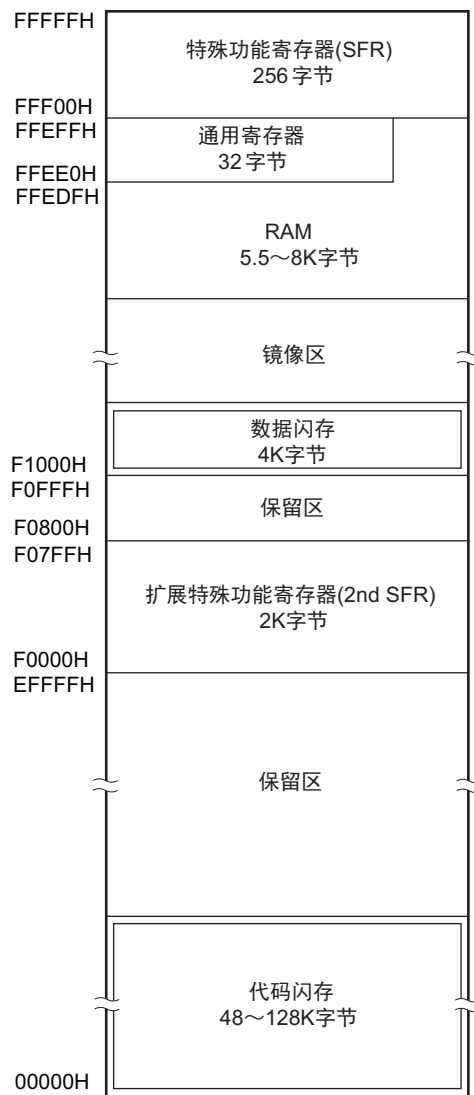 FFFFFH
特殊功能寄存器(SFR)
256 字节
FFF00H
FFEFFH
通用寄存器
32 字节
FFEE0H
FFEDFH
RAM
5.5～8K字节
镜像区
数据闪存
4K字节
F1000H
F0FFFH
保留区
F0800H
F07FFH
扩展特殊功能寄存器(2nd SFR)
2K字节
F0000H
EFFFFH
保留区
代码闪存
48～128K字节
00000H